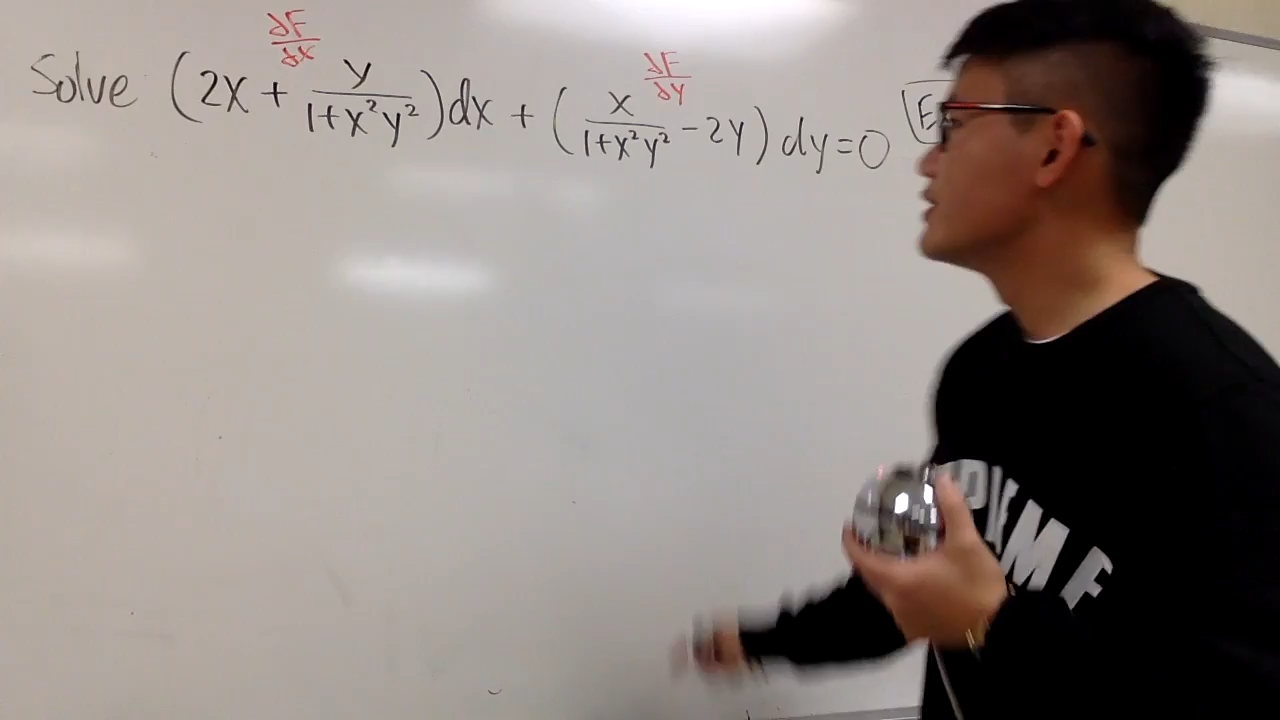 Solve (2x + y/(1+x²y²))dx + (x/(1+x²y²) - 2y)dy=0
∂F/∂x
∂F/∂y